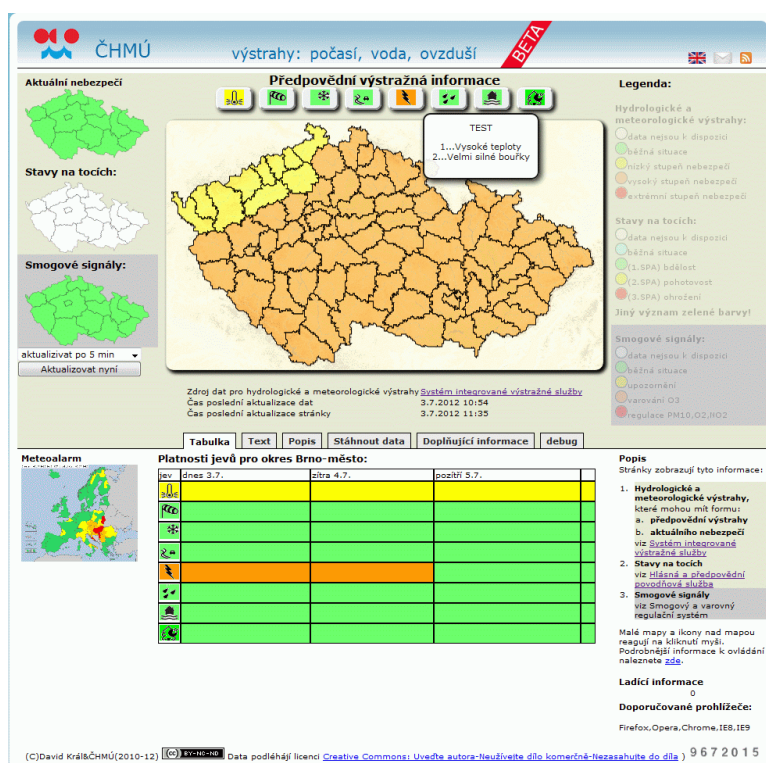 ČHMÚ
výstrahy: počasí, voda, ovzduší
BETA
Aktuální nebezpečí
Stavy na tocích:
Smogové signály:
aktualizivat po 5 min
Aktualizovat nyní
Předpovědní výstražná informace
TEST
1...Vysoké teploty
2...Velmi silné bouřky
Zdroj dat pro hydrologické a meteorologické výstrahy Systém integrované výstražné služby
Čas poslední aktualizace dat 3.7.2012 10:54
Čas poslední aktualizace stránky 3.7.2012 11:35
Legenda:
Hydrologické a
meteorologické výstrahy:
data nejsou k dispozici
běžná situace
nízký stupeň nebezpečí
vysoký stupeň nebezpečí
extrémní stupeň nebezpečí
Stavy na tocích:
data nejsou k dispozici
běžná situace
(1.SPA) bdělost
(2.SPA) pohotovost
(3.SPA) ohrožení
Jiný význam zelené barvy!
Smogové signály:
data nejsou k dispozici
běžná situace
upozornění
varování O3
regulace PM10,O2,NO2
Tabulka Text Popis Stáhnout data Doplňující informace debug
Meteoalarm
Platnosti jevů pro okres Brno-město:
jev dnes 3.7. zítra 4.7. pozítří 5.7.
Popis
Stránky zobrazují tyto informace:
1. Hydrologické a
meteorologické výstrahy,
které mohou mít formu:
a. předpovědní výstrahy
b. aktuálního nebezpečí
viz Systém integrované
výstražné služby
2. Stavy na tocích
viz Hlásná a předpovědní
povodňová služba
3. Smogové signály
viz Smogový a varovný
regulační systém
Malé mapy a ikony nad mapou
reagují na kliknutí myši.
Podrobnější informace k ovládání
naleznete zde.
Ladící informace
0
Doporučované prohlížeče:
Firefox,Opera,Chrome,IE8,IE9
(C)David Král&ČHMÚ(2010-12) (cc) BY-NC-ND Data podléhájí licenci Creative Commons: Uveďte autora-Neužívejte dílo komerčně-Nezasahujte do díla ) 9672015